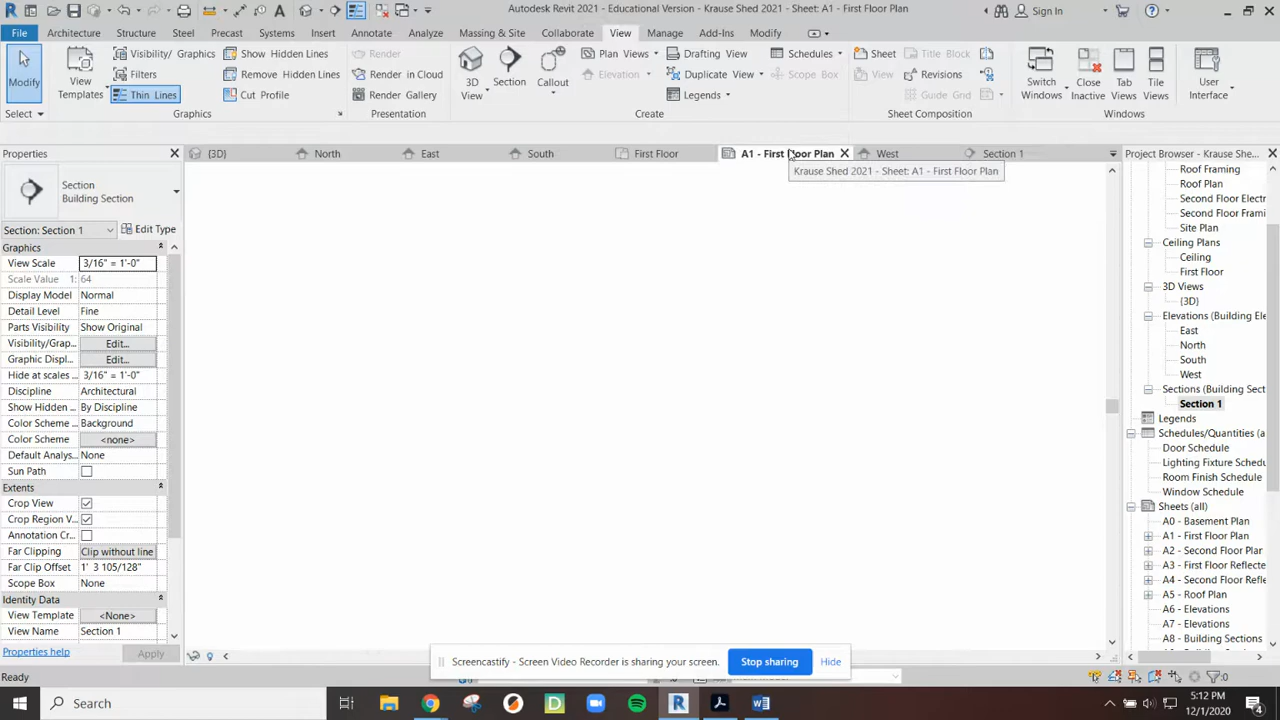 Autodesk Revit 2021 - Educational Version - Krause Shed 2021 - Sheet: A1 - First Floor Plan
Sign In
File Architecture Structure Steel Precast Systems Insert Annotate Analyze Massing & Site Collaborate View Manage Add-Ins Modify
Modify
View Templates
Visibility/ Graphics
Filters
Thin Lines
Show Hidden Lines
Remove Hidden Lines
Cut Profile
Render
Render in Cloud
Render Gallery
3D View
Section
Callout
Plan Views
Elevation
Legends
Drafting View
Duplicate View
Schedules
Scope Box
Sheet
View
Title Block
Revisions
Guide Grid
Switch Windows
Close Inactive
Tab Views
Tile Views
User Interface
Select Graphics Presentation Create Sheet Composition Windows
Properties
{3D} North East South First Floor A1 - First Floor Plan West Section 1
Project Browser - Krause Sh...
Krause Shed 2021 - Sheet: A1 - First Floor Plan
Section
Building Section
Section: Section 1 Edit Type
Graphics
View Scale 3/16" = 1'-0"
Scale Value 1: 64
Display Model Normal
Detail Level Fine
Parts Visibility Show Original
Visibility/Grap... Edit...
Graphic Displ... Edit...
Hide at scales ... 3/16" = 1'-0"
Discipline Architectural
Show Hidden ... By Discipline
Color Scheme ... Background
Color Scheme <none>
Default Analys... None
Sun Path
Extents
Crop View
Crop Region V...
Annotation Cr...
Far Clipping Clip without line
Far Clip Offset 1' 3 105/128"
Scope Box None
Identity Data
View Template <None>
View Name Section 1
Properties help Apply
Roof Framing
Roof Plan
Second Floor Electr
Second Floor Frami
Site Plan
Ceiling Plans
Ceiling
First Floor
3D Views
{3D}
Elevations (Building Ele
East
North
South
West
Sections (Building Sect
Section 1
Legends
Schedules/Quantities (a
Door Schedule
Lighting Fixture Schedu
Room Finish Schedule
Window Schedule
Sheets (all)
A0 - Basement Plan
A1 - First Floor Plan
A2 - Second Floor Plan
A3 - First Floor Reflecte
A4 - Second Floor Refle
A5 - Roof Plan
A6 - Elevations
A7 - Elevations
A8 - Building Sections
Screencastify - Screen Video Recorder is sharing your screen. Stop sharing Hide
Ready
:0
Search
5:12 PM
12/1/2020
4